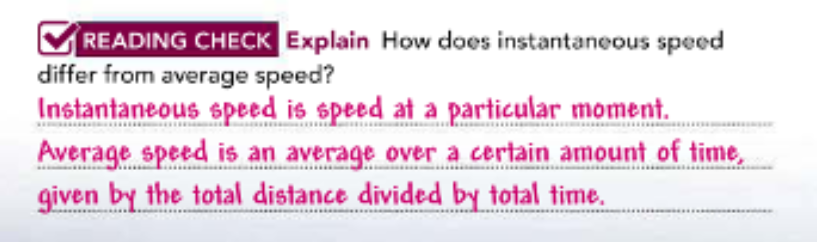 READING CHECK Explain How does instantaneous speed
differ from average speed?
Instantaneous speed is speed at a particular moment.
Average speed is an average over a certain amount of time,
given by the total distance divided by total time.